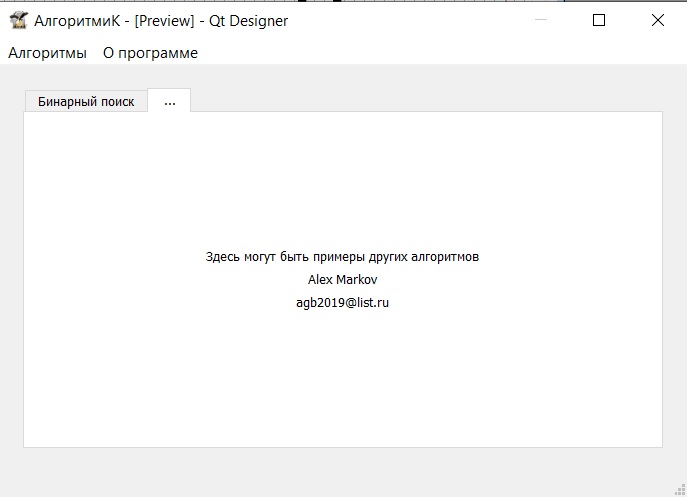 АлгоритмиК - [Preview] - Qt Designer
Алгоритмы О программе
Бинарный поиск ...
Здесь могут быть примеры других алгоритмов
Alex Markov
agb2019@list.ru